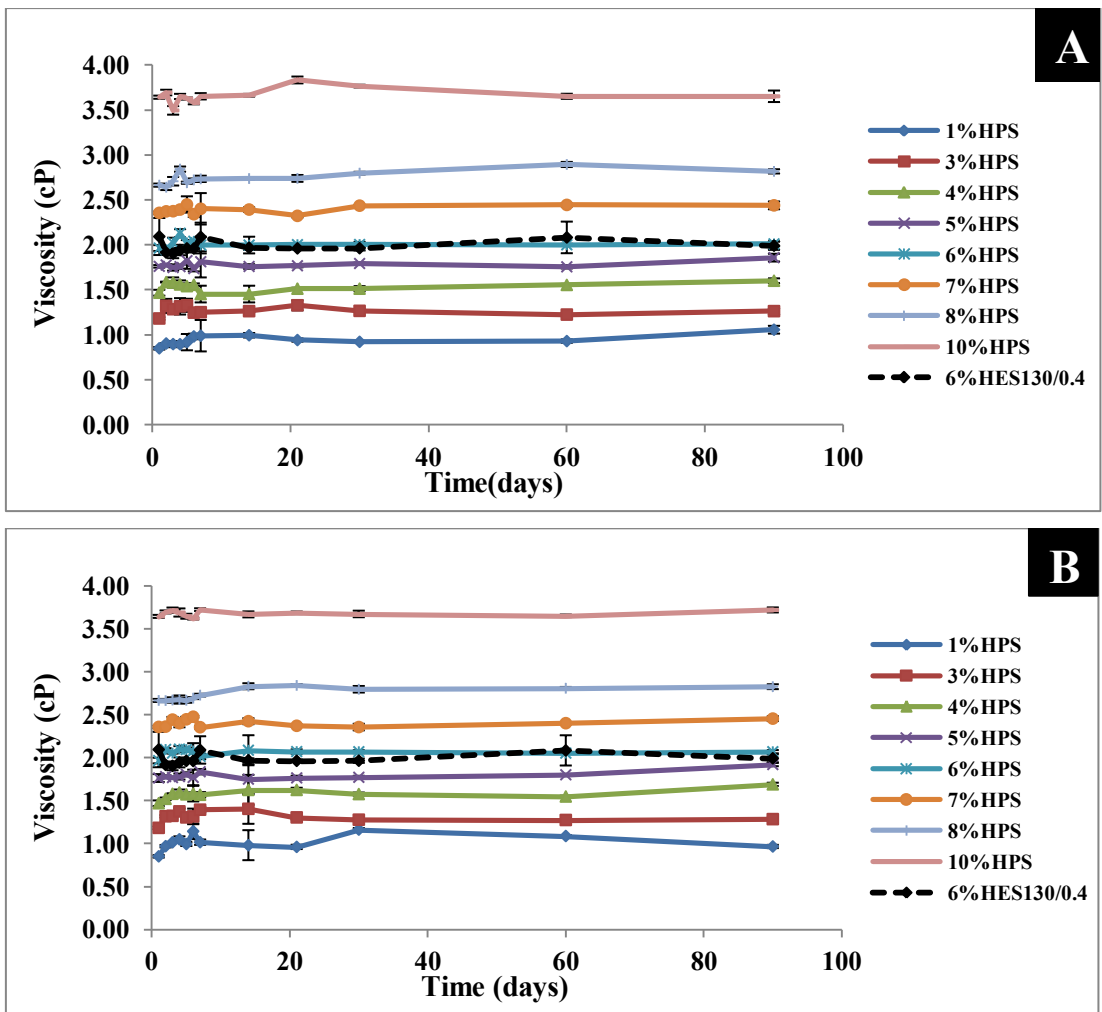 A
4.00
3.50
3.00
2.50
2.00
1.50
1.00
0.50
0.00
Viscosity (cP)
0 20 40 60 80 100
Time(days)
1%HPS
3%HPS
4%HPS
5%HPS
6%HPS
7%HPS
8%HPS
10%HPS
6%HES130/0.4
B
4.00
3.50
3.00
2.50
2.00
1.50
1.00
0.50
0.00
Viscosity (cP)
0 20 40 60 80 100
Time (days)
1%HPS
3%HPS
4%HPS
5%HPS
6%HPS
7%HPS
8%HPS
10%HPS
6%HES130/0.4